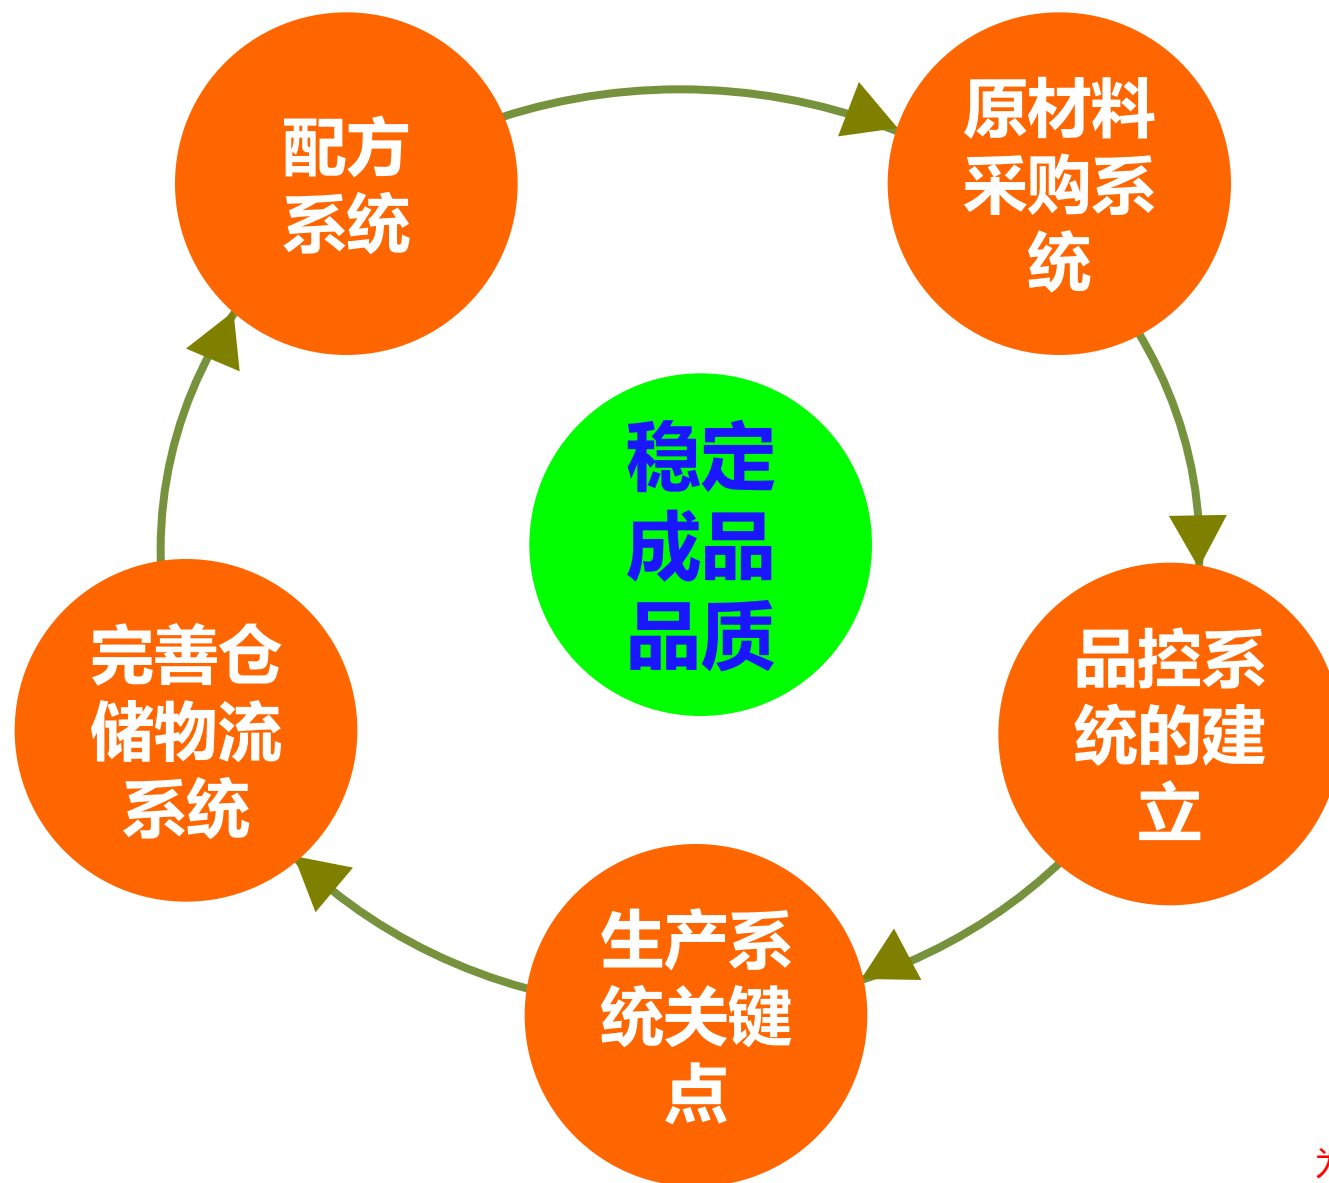 配方
系统
原材料
采购系
统
稳定
成品
品质
品控系
统的建
立
生产系
统关键
点
完善仓
储物流
系统